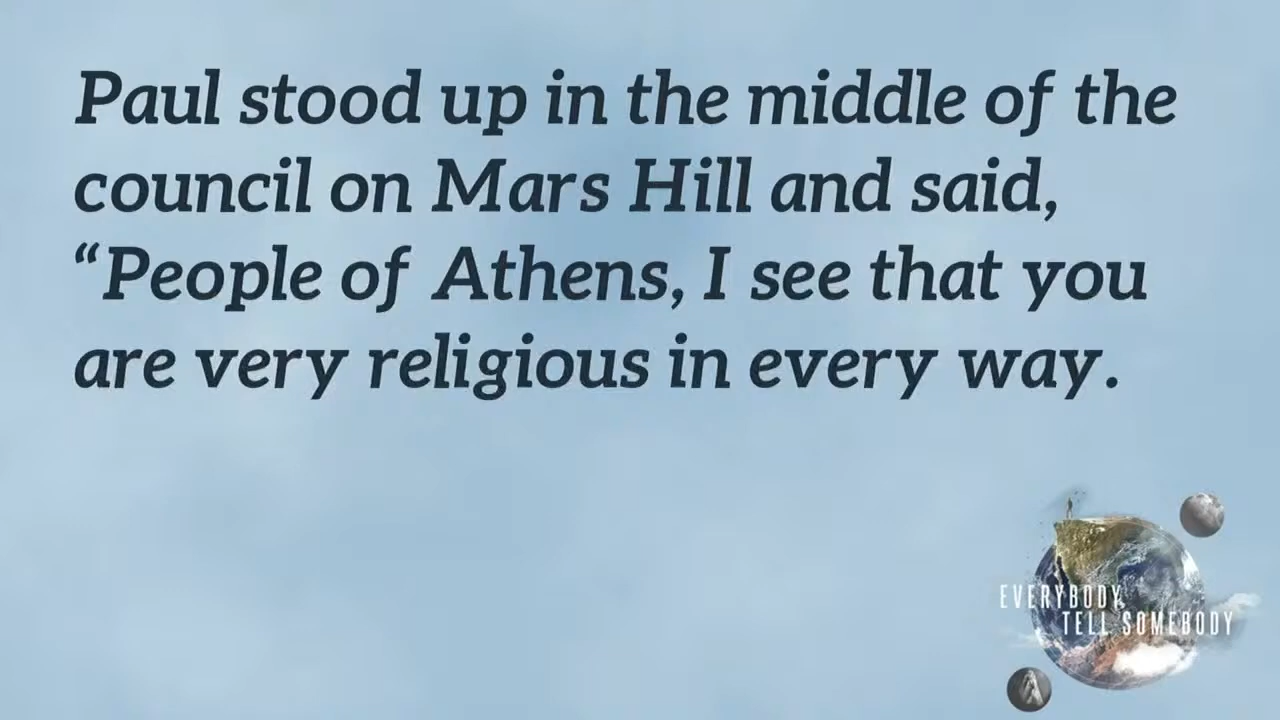 Paul stood up in the middle of the
council on Mars Hill and said,
“People of Athens, I see that you
are very religious in every way.
EVERYBODY
TELL SOMEBODY